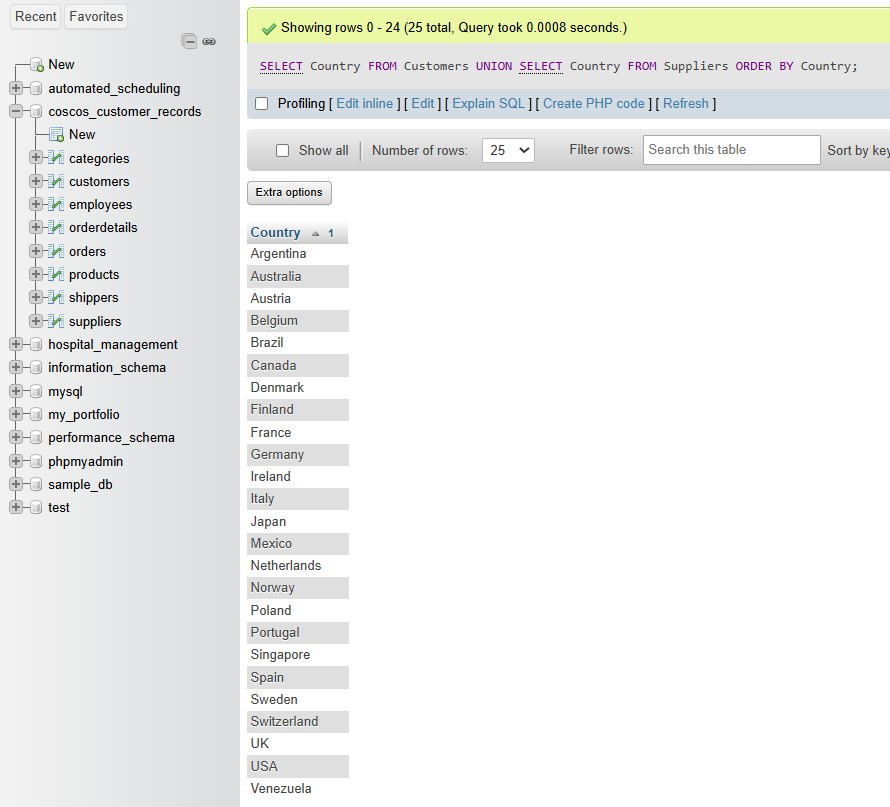 Recent Favorites
New
automated_scheduling
coscos_customer_records
New
categories
customers
employees
orderdetails
orders
products
shippers
suppliers
hospital_management
information_schema
mysql
my_portfolio
performance_schema
phpmyadmin
sample_db
test
Showing rows 0 - 24 (25 total, Query took 0.0008 seconds.)
SELECT Country FROM Customers UNION SELECT Country FROM Suppliers ORDER BY Country;
Profiling [ Edit inline ] [ Edit ] [ Explain SQL ] [ Create PHP code ] [ Refresh ]
Show all Number of rows: 25 Filter rows: Search this table Sort by key
Extra options
Country 1
Argentina
Australia
Austria
Belgium
Brazil
Canada
Denmark
Finland
France
Germany
Ireland
Italy
Japan
Mexico
Netherlands
Norway
Poland
Portugal
Singapore
Spain
Sweden
Switzerland
UK
USA
Venezuela